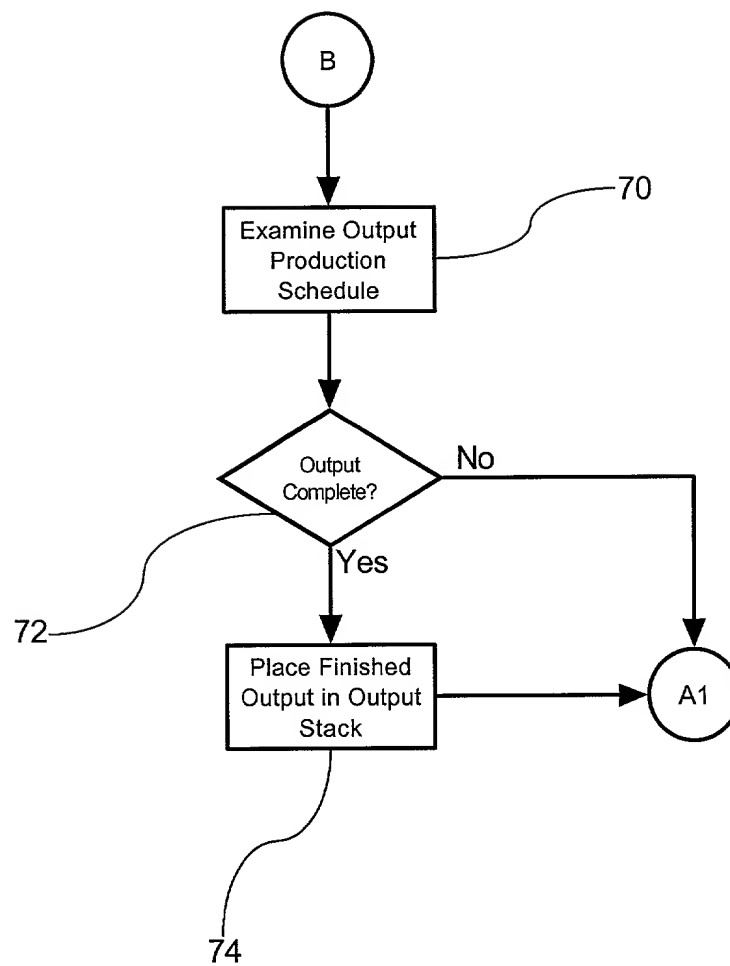 B
70
Examine Output
Production
Schedule
Output
Complete?
No
Yes
72
Place Finished
Output in Output
Stack
A1
74